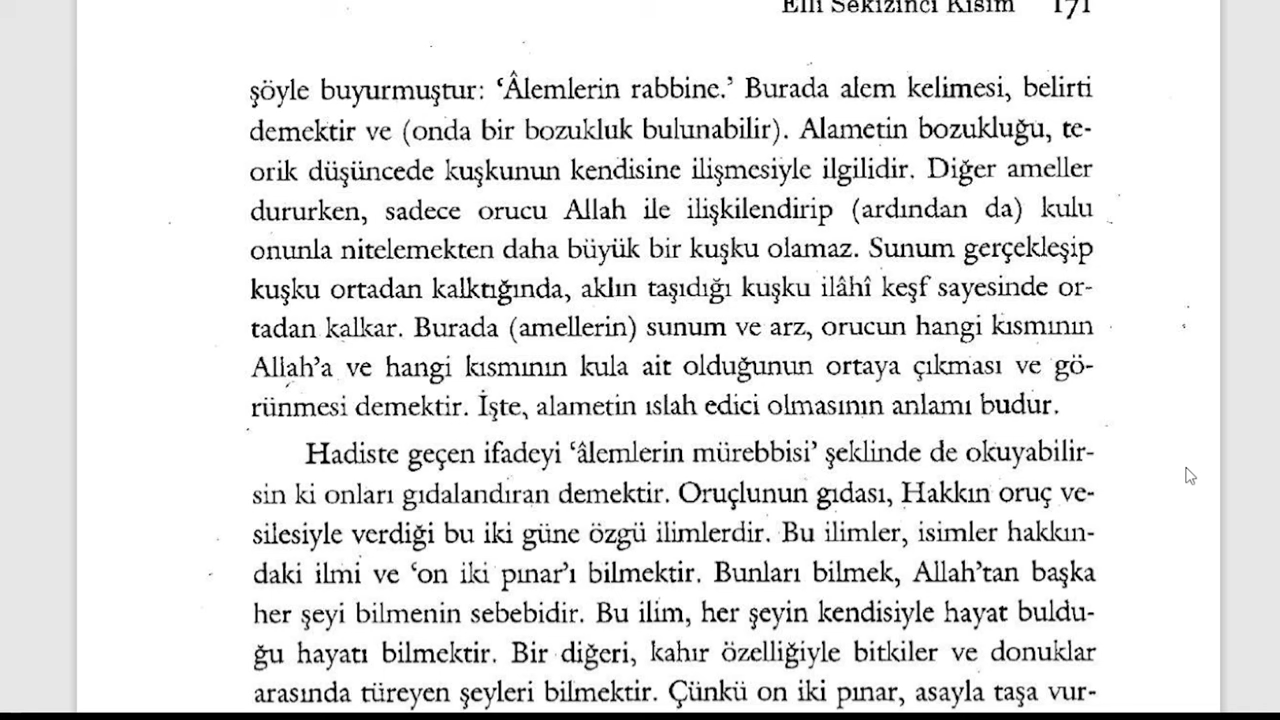 Elli Sekizinci Kısım 171
şöyle buyurmuştur: ‘Âlemlerin rabbine.’ Burada alem kelimesi, belirti
demektir ve (onda bir bozukluk bulunabilir). Alametin bozukluğu, te-
orik düşüncede kuşkunun kendisine ilişmesiyle ilgilidir. Diğer ameller
dururken, sadece orucu Allah ile ilişkilendirip (ardından da) kulu
onunla nitelemekten daha büyük bir kuşku olamaz. Sunum gerçekleşip
kuşku ortadan kalktığında, aklın taşıdığı kuşku ilâhî keşf sayesinde or-
tadan kalkar. Burada (amellerin) sunum ve arz, orucun hangi kısmının
Allah’a ve hangi kısmının kula ait olduğunun ortaya çıkması ve gö-
rünmesi demektir. İşte, alametin ıslah edici olmasının anlamı budur.
Hadiste geçen ifadeyi ‘âlemlerin mürebbisi’ şeklinde de okuyabilir-
sin ki onları gıdalandıran demektir. Oruçlunun gıdası, Hakkın oruç ve-
silesiyle verdiği bu iki güne özgü ilimlerdir. Bu ilimler, isimler hakkın-
daki ilmi ve ‘on iki pınar’ı bilmektir. Bunları bilmek, Allah’tan başka
her şeyi bilmenin sebebidir. Bu ilim, her şeyin kendisiyle hayat buldu-
ğu hayatı bilmektir. Bir diğeri, kahır özelliğiyle bitkiler ve donuklar
arasında türeyen şeyleri bilmektir. Çünkü on iki pınar, asayla taşa vur-